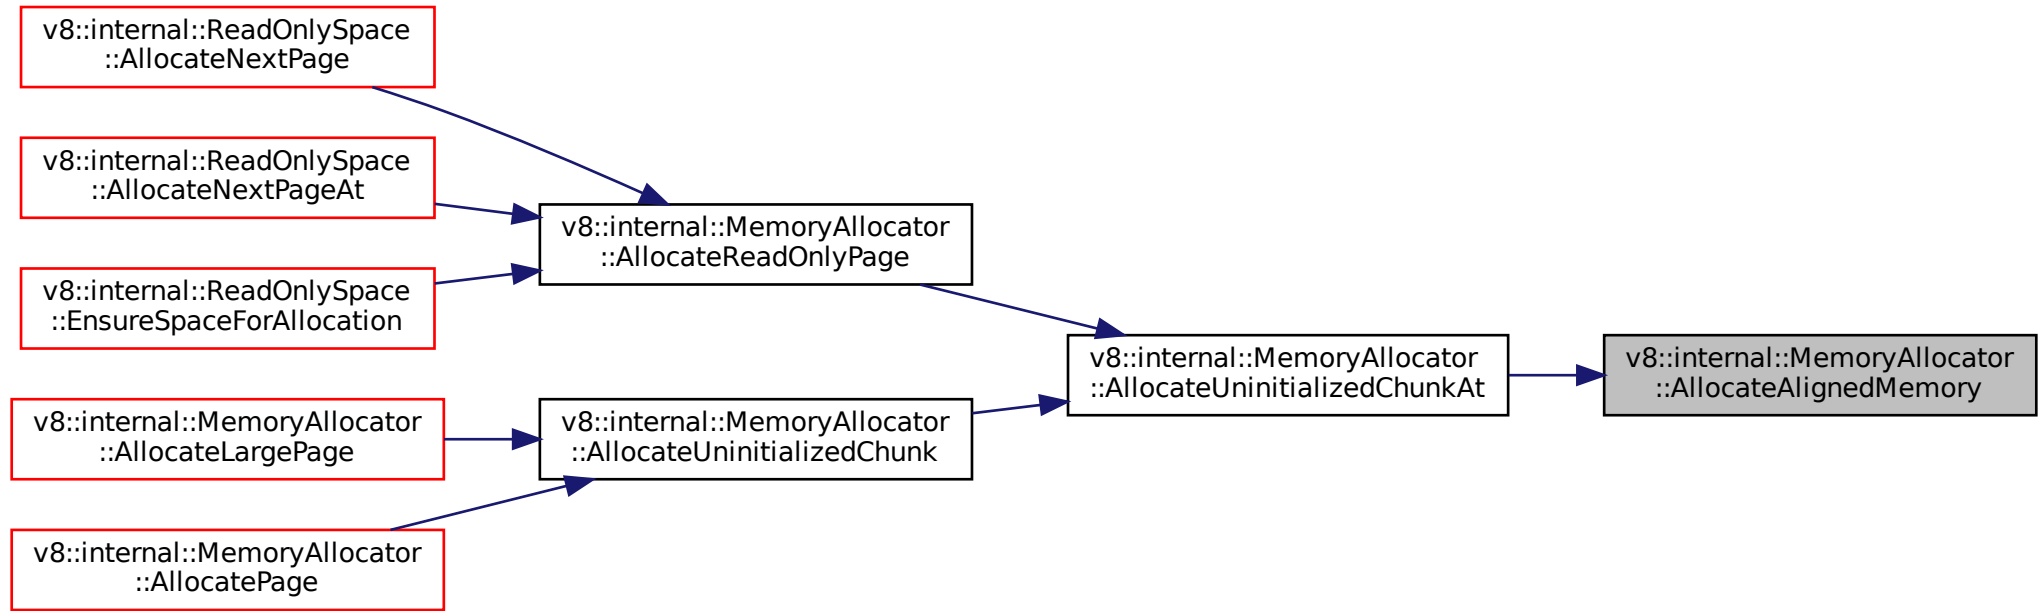 v8::internal::ReadOnlySpace
::AllocateNextPage
v8::internal::ReadOnlySpace
::AllocateNextPageAt
v8::internal::MemoryAllocator
::AllocateReadOnlyPage
v8::internal::ReadOnlySpace
::EnsureSpaceForAllocation
v8::internal::MemoryAllocator
::AllocateUninitializedChunkAt
v8::internal::MemoryAllocator
::AllocateAlignedMemory
v8::internal::MemoryAllocator
::AllocateLargePage
v8::internal::MemoryAllocator
::AllocateUninitializedChunk
v8::internal::MemoryAllocator
::AllocatePage